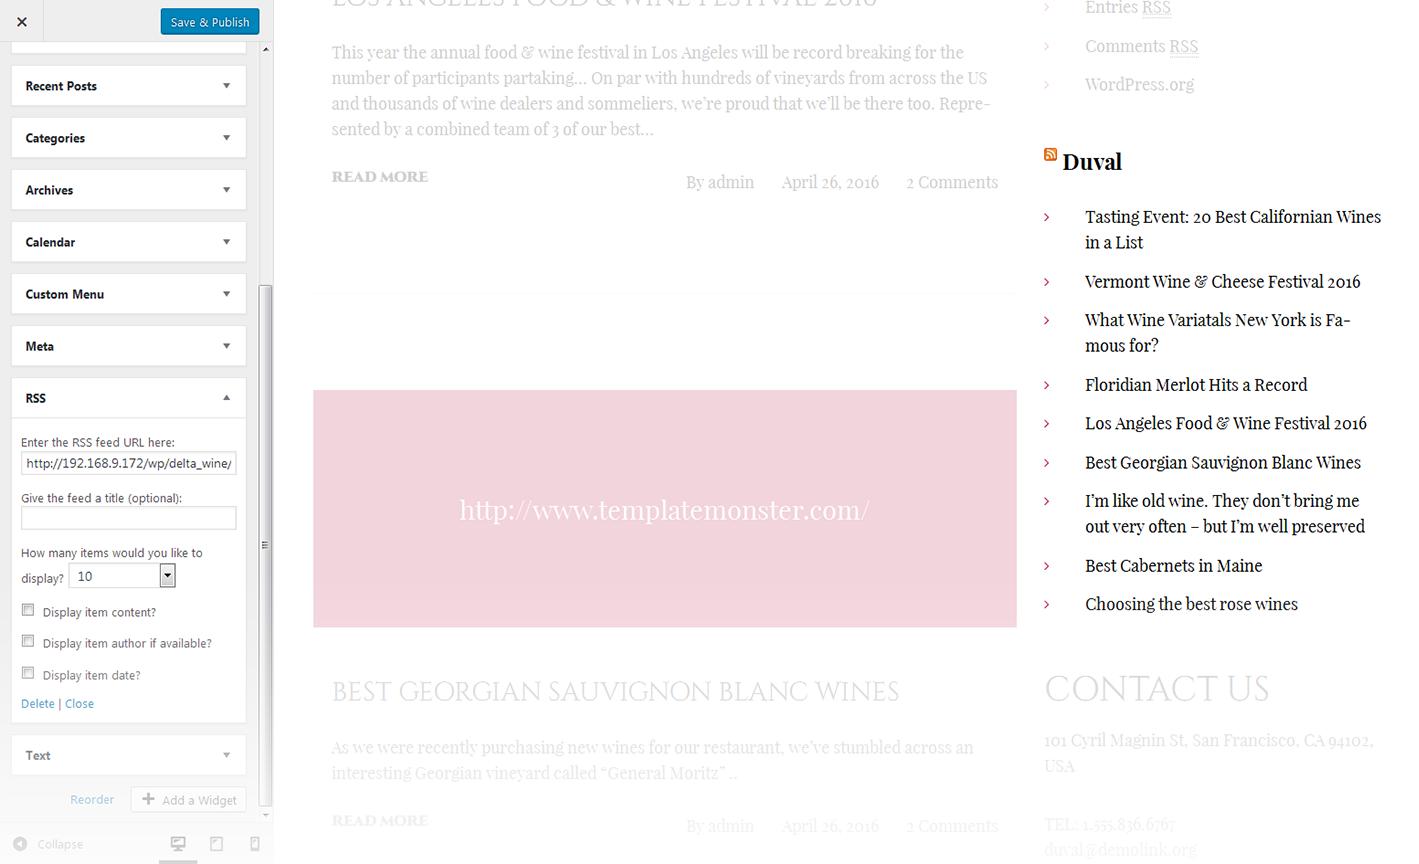 Save & Publish
Recent Posts
Categories
Archives
Calendar
Custom Menu
Meta
RSS
Enter the RSS feed URL here:
http://192.168.9.172/wp/delta_wine/
Give the feed a title (optional):
How many items would you like to
display? 10
Display item content?
Display item author if available?
Display item date?
Delete | Close
Text
Reorder
Add a Widget
Collapse
LOS ANGELES FOOD & WINE FESTIVAL 2016
This year the annual food & wine festival in Los Angeles will be record breaking for the
number of participants partaking... On par with hundreds of vineyards from across the US
and thousands of wine dealers and sommeliers, we're proud that we'll be there too. Repre-
sented by a combined team of 3 of our best...
READ MORE
By admin April 26, 2016 2 Comments
http://www.templatemonster.com/
BEST GEORGIAN SAUVIGNON BLANC WINES
As we were recently purchasing new wines for our restaurant, we've stumbled across an
interesting Georgian vineyard called “General Moritz” ..
READ MORE
By admin April 26, 2016 2 Comments
Entries RSS
Comments RSS
WordPress.org
Duval
Tasting Event: 20 Best Californian Wines
in a List
Vermont Wine & Cheese Festival 2016
What Wine Variatals New York is Fa-
mous for?
Floridian Merlot Hits a Record
Los Angeles Food & Wine Festival 2016
Best Georgian Sauvignon Blanc Wines
I'm like old wine. They don't bring me
out very often – but I'm well preserved
Best Cabernets in Maine
Choosing the best rose wines
CONTACT US
101 Cyril Magnin St, San Francisco, CA 94102,
USA
TEL: 1.555.836.6767
duval@demolink.org